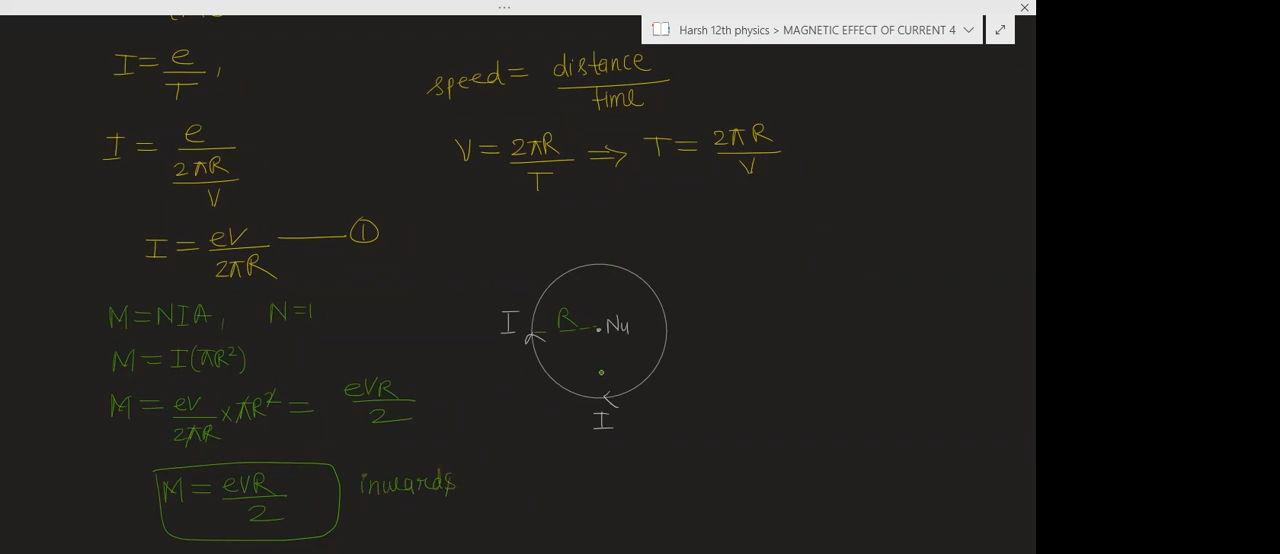 Harsh 12th physics > MAGNETIC EFFECT OF CURRENT 4
I = e/T,
speed = distance/time
I = e/(2πR/V)
V = 2πR/T ⇒ T = 2πR/V
I = eV/2πR ——— ①
M = NIA, N=1
I R Nu
M = I(πR²)
M = eV/2πR × πR² = eVR/2
I
M = eVR/2 inwards